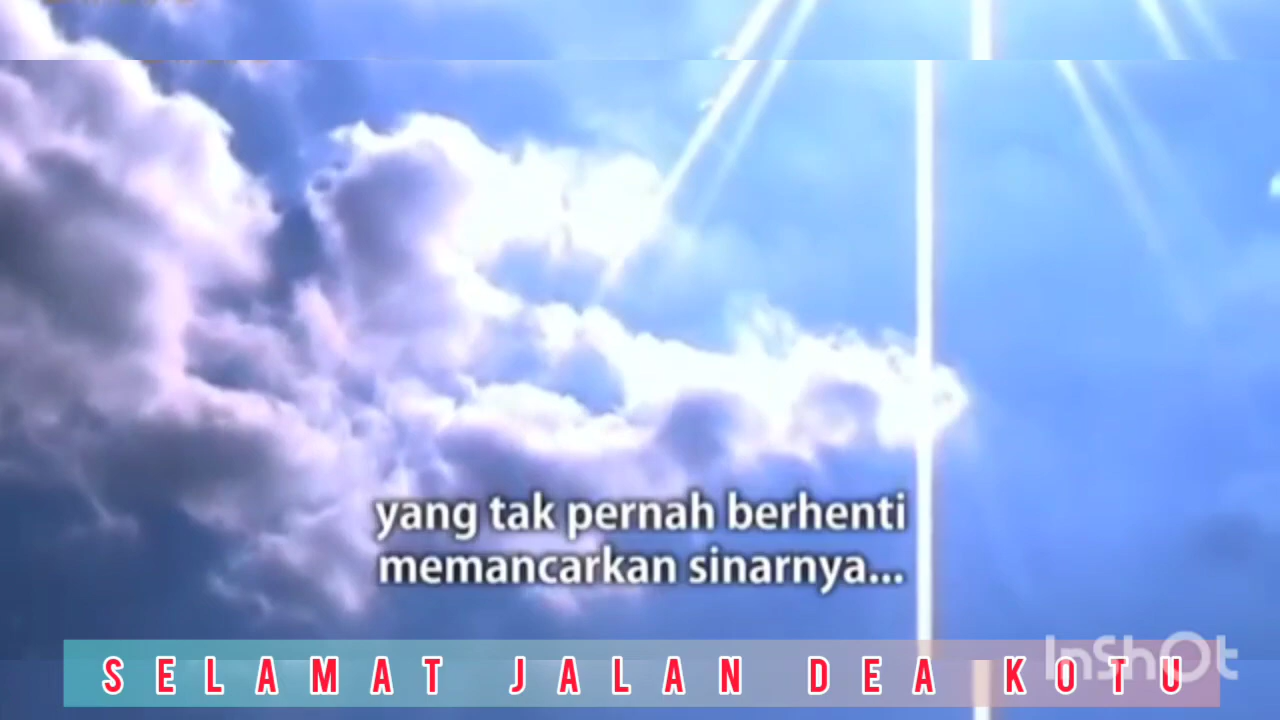 yang tak pernah berhenti
memancarkan sinarnya...
SELAMAT JALAN DEA KOTU
InShOt